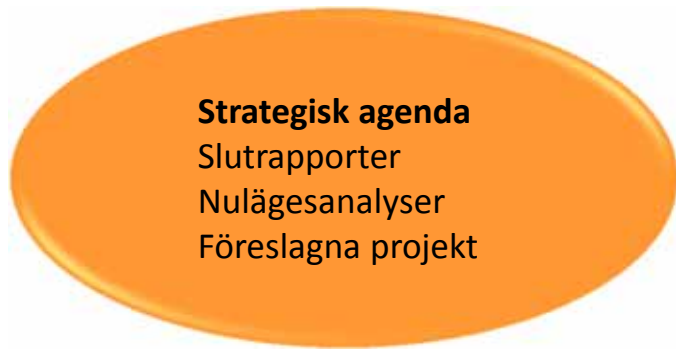 Strategisk agenda
Slutrapporter
Nulägesanalyser
Föreslagna projekt